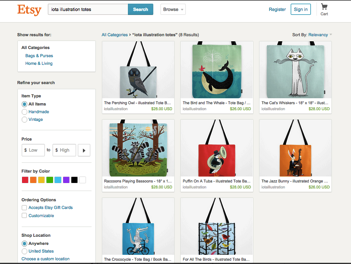 Etsy
iota illustration totes
Search
Browse
Register
Sign in
Cart
Show results for:
All Categories
Bags & Purses
Home & Living
Refine your search
Item Type
All items
Handmade
Vintage
Price
$ Low
to
$ High
Filter by Color
Ordering Options
Accepts Etsy Gift Cards
Customizable
Shop Location
Anywhere
United States
Choose a custom location
All Categories > "iota illustration totes" (8 Results)
Sort By: Relevancy
The Perching Owl - Illustrated Tote B...
iotaillustration
$26.00 USD
The Bird and The Whale - Tote Bag / ...
iotaillustration
$26.00 USD
The Cat's Whiskers - 18" x 18" - Illust...
iotaillustration
$26.00 USD
Racoons Playing Bassoons - 18" x 1...
iotaillustration
$26.00 USD
Puffin On A Tuba - Illustrated Tote Ba...
iotaillustration
$26.00 USD
The Jazz Bunny - Illustrated Orange ...
iotaillustration
$26.00 USD
The Crococycle - Tote Bag / Book Ba...
For All The Birds - Illustrated Tote Ba...